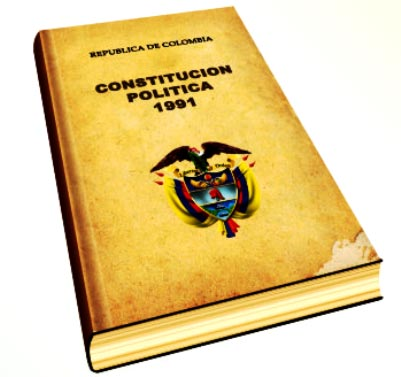 REPUBLICA DE COLOMBIA
CONSTITUCION
POLITICA
1991